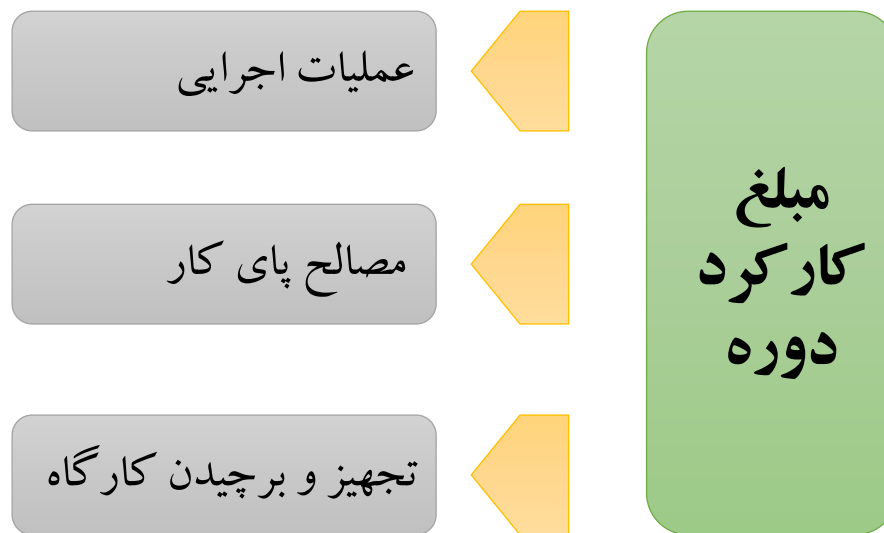 مبلغ
کارکرد
دوره
عملیات اجرایی
مصالح پای کار
تجهیز و برچیدن کارگاه